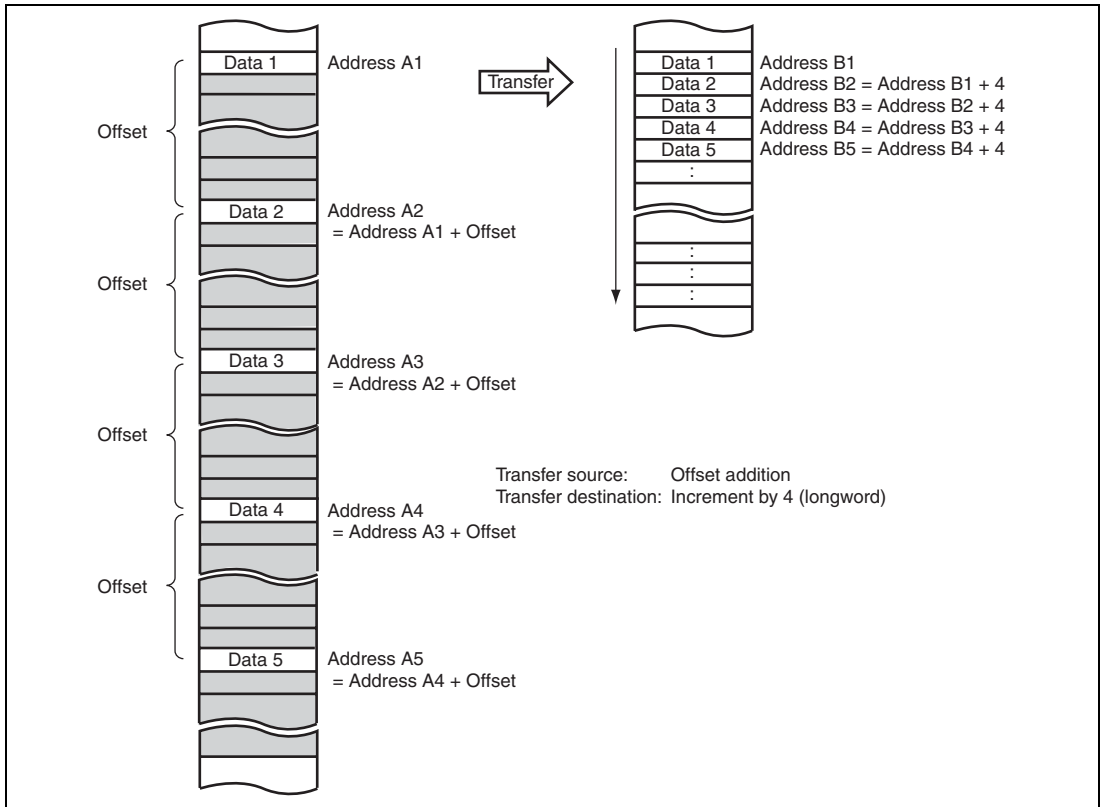 Data 1 Address A1
Offset
Data 2 Address A2
= Address A1 + Offset
Offset
Data 3 Address A3
= Address A2 + Offset
Offset
Data 4 Address A4
= Address A3 + Offset
Offset
Data 5 Address A5
= Address A4 + Offset
Transfer
Data 1 Address B1
Data 2 Address B2 = Address B1 + 4
Data 3 Address B3 = Address B2 + 4
Data 4 Address B4 = Address B3 + 4
Data 5 Address B5 = Address B4 + 4
:
:
:
:
Transfer source: Offset addition
Transfer destination: Increment by 4 (longword)